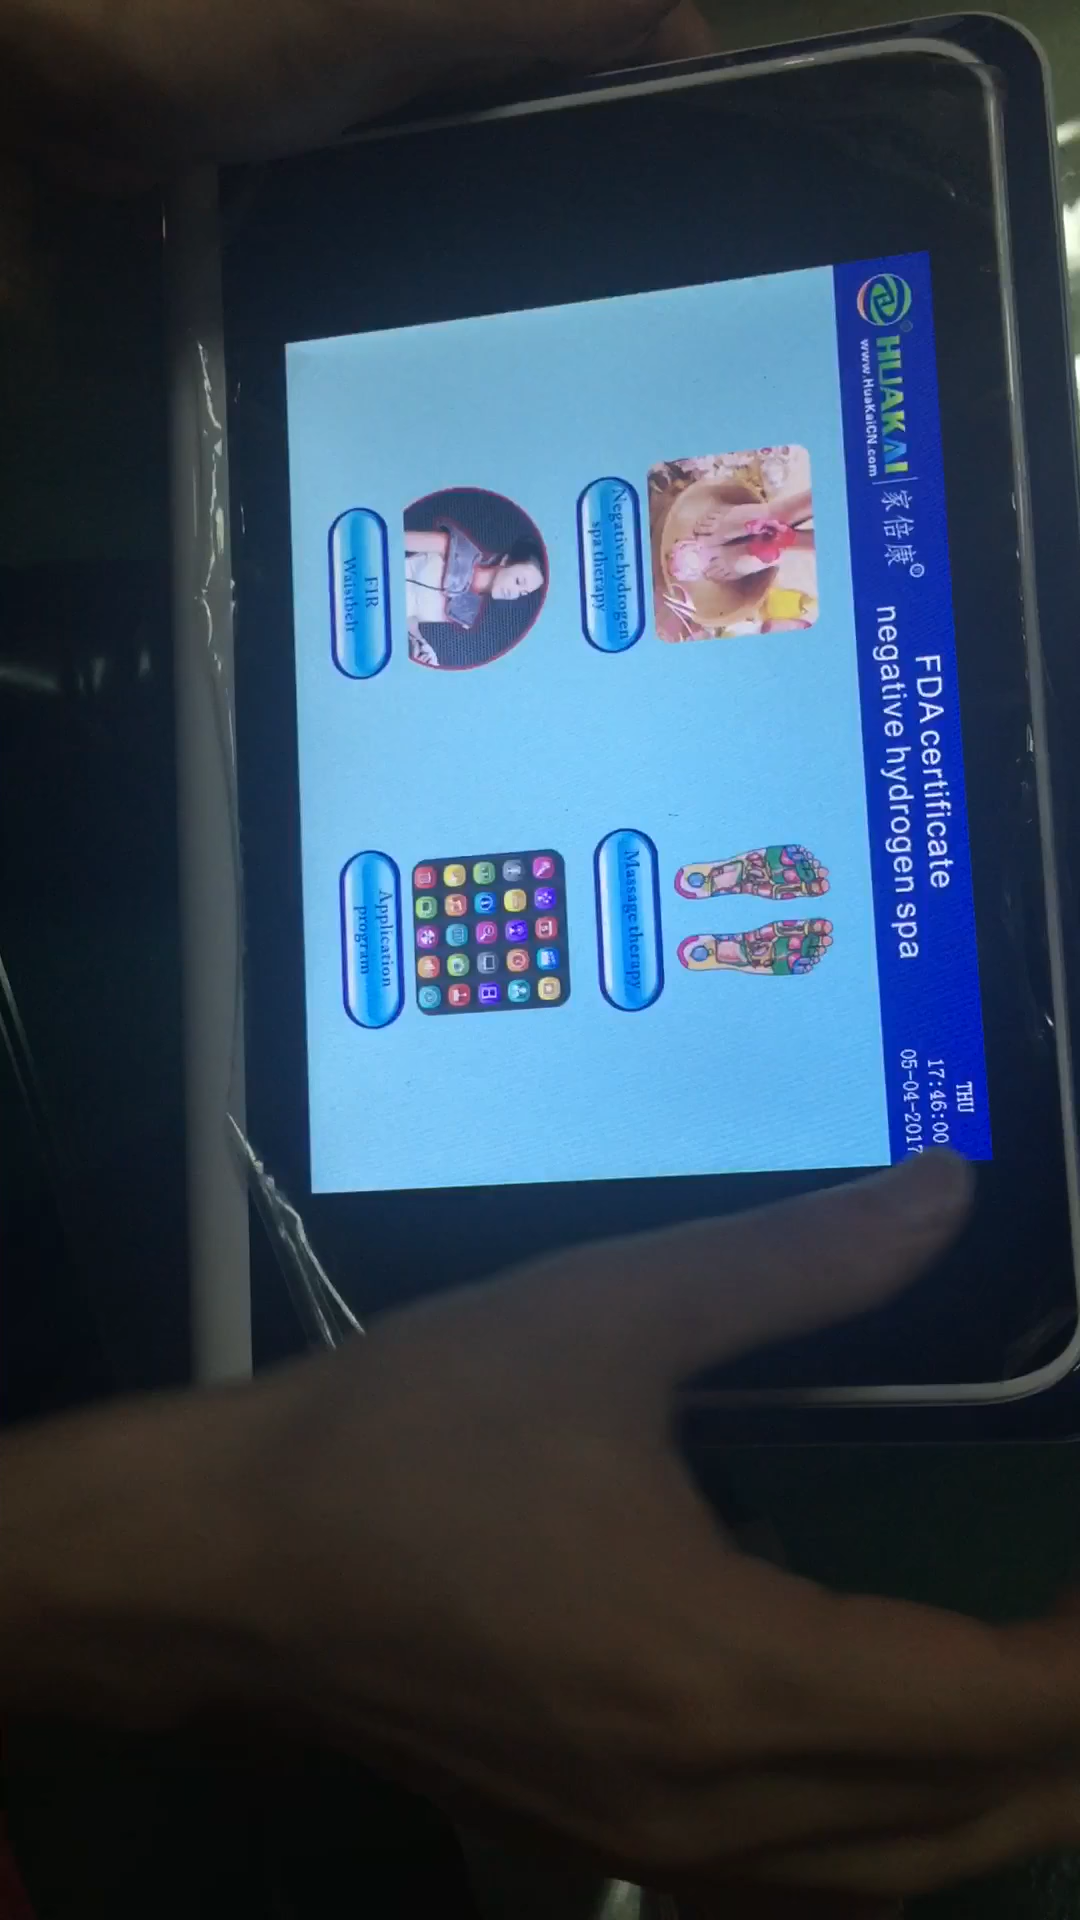 HUAKAI
www.HuaKaiCN.com
家倍康®
FDA certificate
negative hydrogen spa
THU
17:46:00
05-04-2017
Negative hydrogen
spa therapy
Massage therapy
FIR
Waistbelt
Application
program